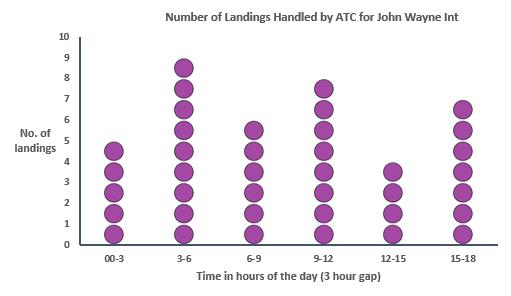 Number of Landings Handled by ATC for John Wayne Int
10
9
8
7
6
5
4
3
2
1
0
No. of
landings
00-3 3-6 6-9 9-12 12-15 15-18
Time in hours of the day (3 hour gap)